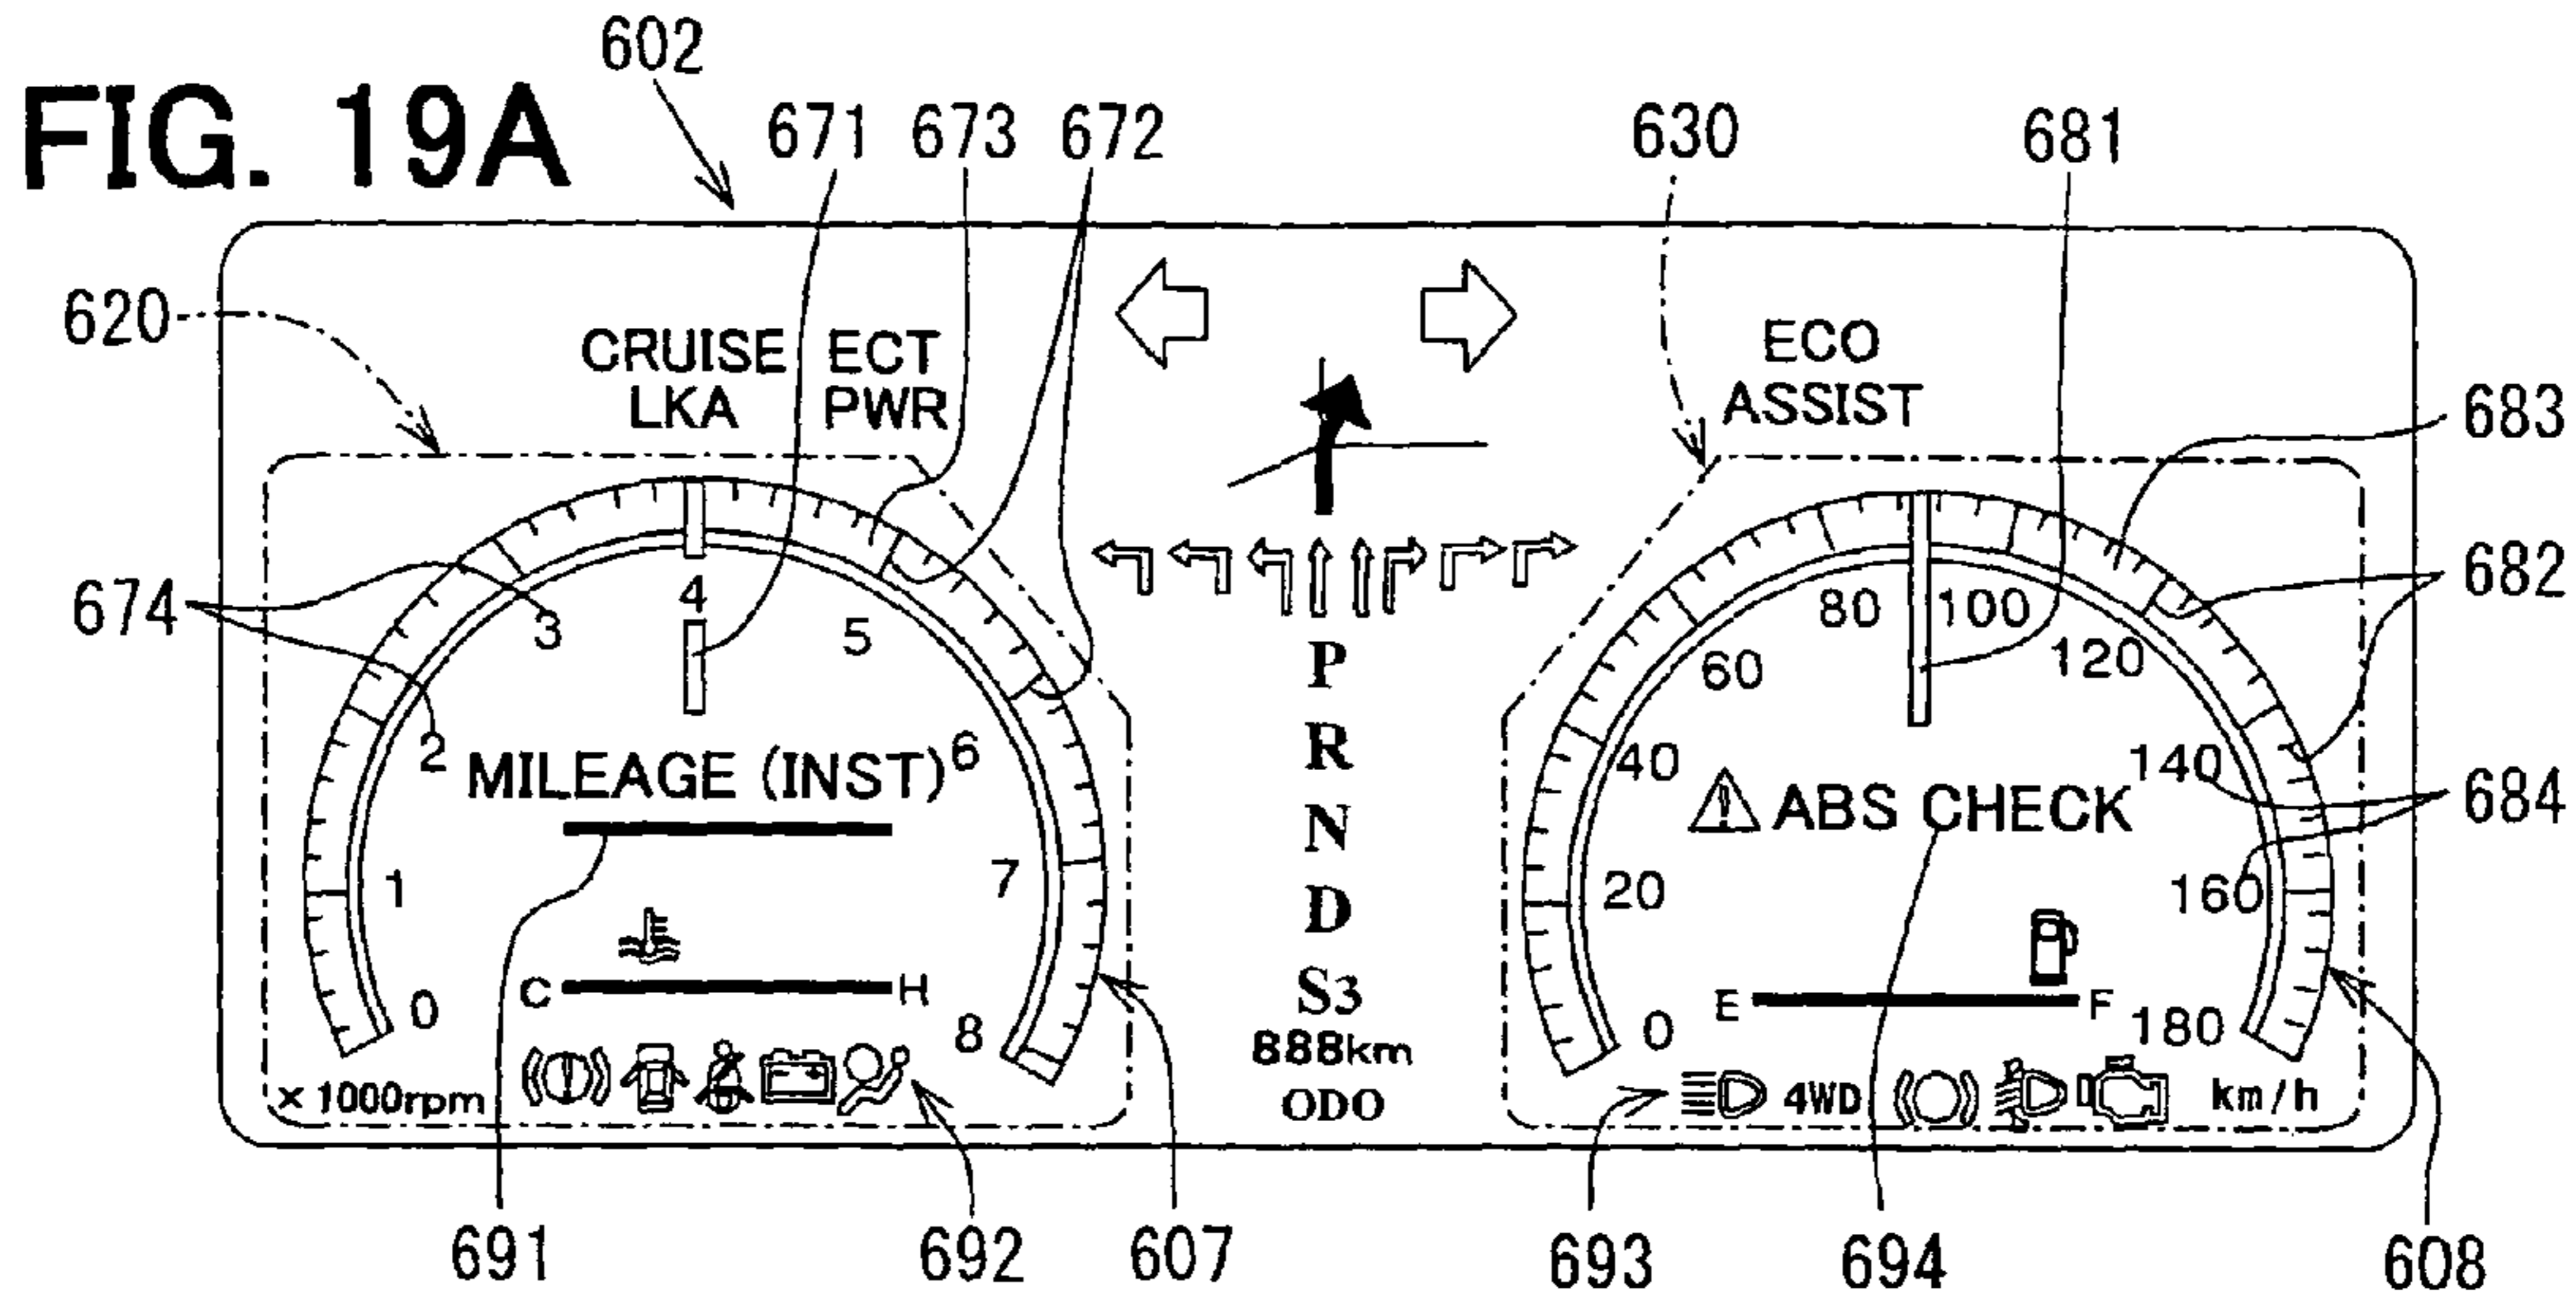 FIG. 19A
602
671
673
672
630
681
620
CRUISE ECT
LKA PWR
ECO
ASSIST
683
682
684
674
0
1
2
3
4
5
6
7
8
MILEAGE (INST)
C H
× 1000rpm
P
R
N
D
S3
888km
ODO
0
20
40
60
80
100
120
140
160
180
ABS CHECK
E F
4WD
km/h
691
692
607
693
694
608